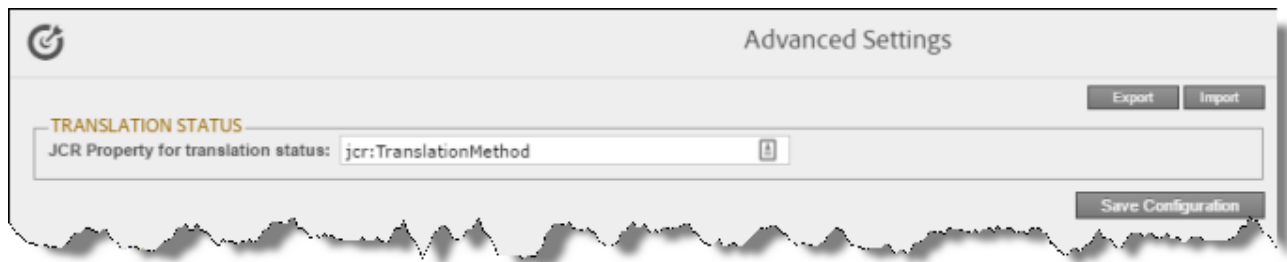 Advanced Settings
Export Import
TRANSLATION STATUS
JCR Property for translation status: jcr:TranslationMethod
Save Configuration